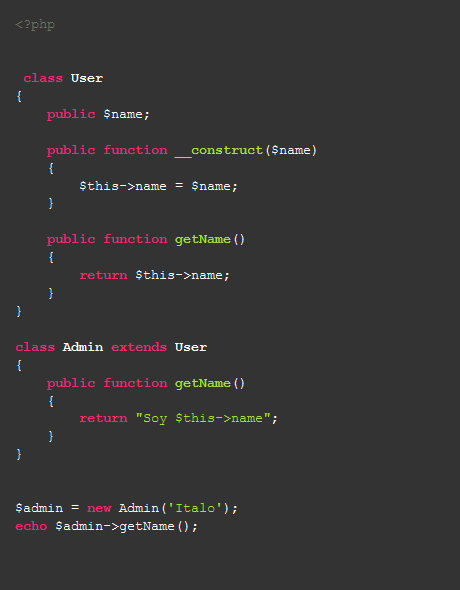 <?php
class User
{
public $name;
public function __construct($name)
{
$this->name = $name;
}
public function getName()
{
return $this->name;
}
}
class Admin extends User
{
public function getName()
{
return "Soy $this->name";
}
}
$admin = new Admin('Italo');
echo $admin->getName();